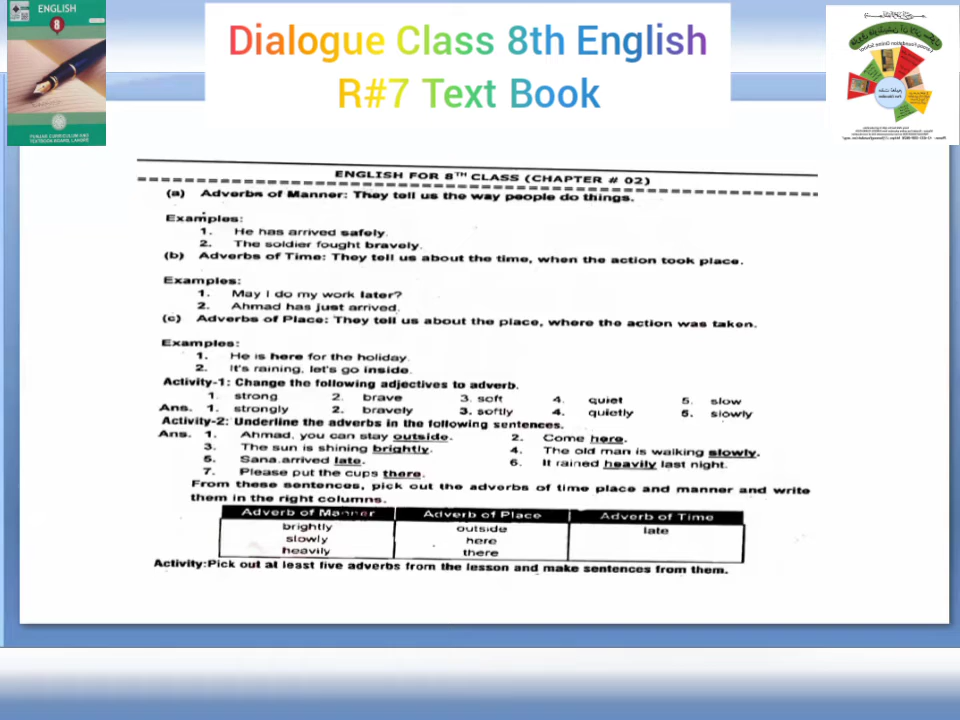 ENGLISH
8
PUNJAB CURRICULUM AND
TEXTBOOK BOARD, LAHORE
Dialogue Class 8th English
R#7 Text Book
ENGLISH FOR 8TH CLASS (CHAPTER # 02)
(a) Adverbs of Manner: They tell us the way people do things.
Examples:
1. He has arrived safely.
2. The soldier fought bravely.
(b) Adverbs of Time: They tell us about the time, when the action took place.
Examples:
1. May I do my work later?
2. Ahmad has just arrived.
(c) Adverbs of Place: They tell us about the place, where the action was taken.
Examples:
1. He is here for the holiday.
2. It's raining, let's go inside.
Activity-1: Change the following adjectives to adverb.
1. strong 2. brave 3. soft 4. quiet 5. slow
Ans. 1. strongly 2. bravely 3. softly 4. quietly 5. slowly
Activity-2: Underline the adverbs in the following sentences.
Ans. 1. Ahmad, you can stay outside. 2. Come here.
3. The sun is shining brightly. 4. The old man is walking slowly.
5. Sana arrived late. 6. It rained heavily last night.
7. Please put the cups there.
From these sentences, pick out the adverbs of time place and manner and write
them in the right columns.
Adverb of Manner Adverb of Place Adverb of Time
brightly outside late
slowly here
heavily there
Activity:Pick out at least five adverbs from the lesson and make sentences from them.